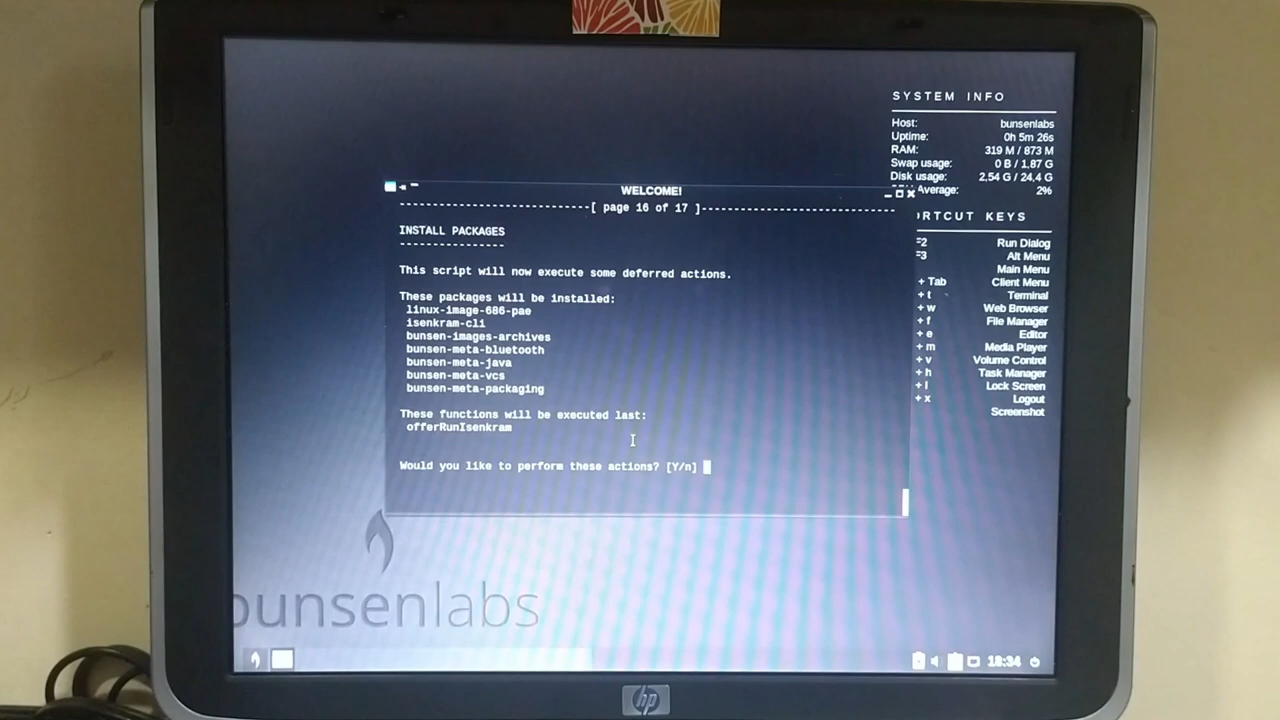 SYSTEM INFO
Host: bunsenlabs
Uptime: 0h 5m 26s
RAM: 319 M / 873 M
Swap usage: 0 B / 1,87 G
Disk usage: 2,54 G / 24,4 G
Average: 2%
RTCUT KEYS
F2 Run Dialog
F3 Alt Menu
Main Menu
+ Tab Client Menu
+ t Terminal
+ w Web Browser
+ f File Manager
+ e Editor
+ m Media Player
+ v Volume Control
+ h Task Manager
+ l Lock Screen
+ x Logout
Screenshot
WELCOME!
-----------------------------[ page 16 of 17 ]-----------------------------
INSTALL PACKAGES
----------------
This script will now execute some deferred actions.
These packages will be installed:
linux-image-686-pae
isenkram-cli
bunsen-images-archives
bunsen-meta-bluetooth
bunsen-meta-java
bunsen-meta-vcs
bunsen-meta-packaging
These functions will be executed last:
offerRunIsenkram
Would you like to perform these actions? [Y/n]
bunsenlabs
18:34
hp